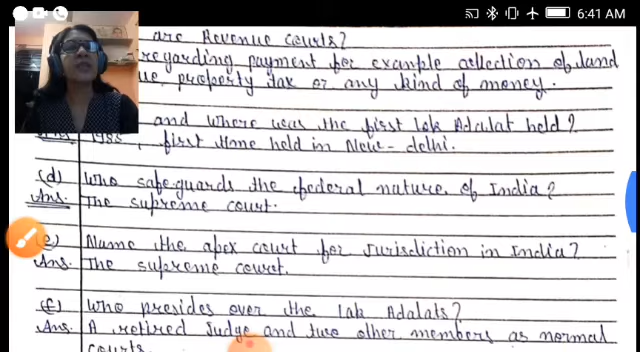 6:41 AM
are Revenue courts?
regarding payment for example collection of land
ue, property tax or any kind of money.
and where was the first lok Adalat held?
Ans. 1985, first time held in New-delhi.
(d) Who safe-guards the federal nature of India?
Ans. The supreme court.
(e) Name the apex court for Jurisdiction in India?
Ans. The supreme court.
(f) Who presides over the lak Adalats?
Ans. A retired Judge and two other members as normal
courts.